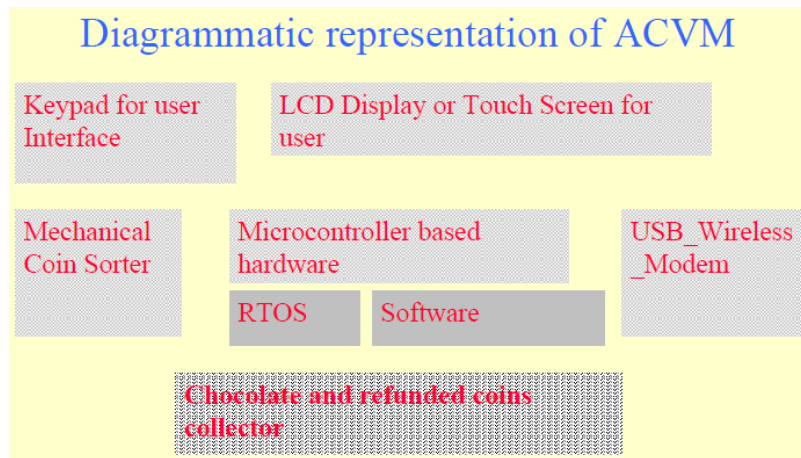 Diagrammatic representation of ACVM
Keypad for user
Interface
LCD Display or Touch Screen for
user
Mechanical
Coin Sorter
Microcontroller based
hardware
USB_Wireless
_Modem
RTOS
Software
Chocolate and refunded coins
collector